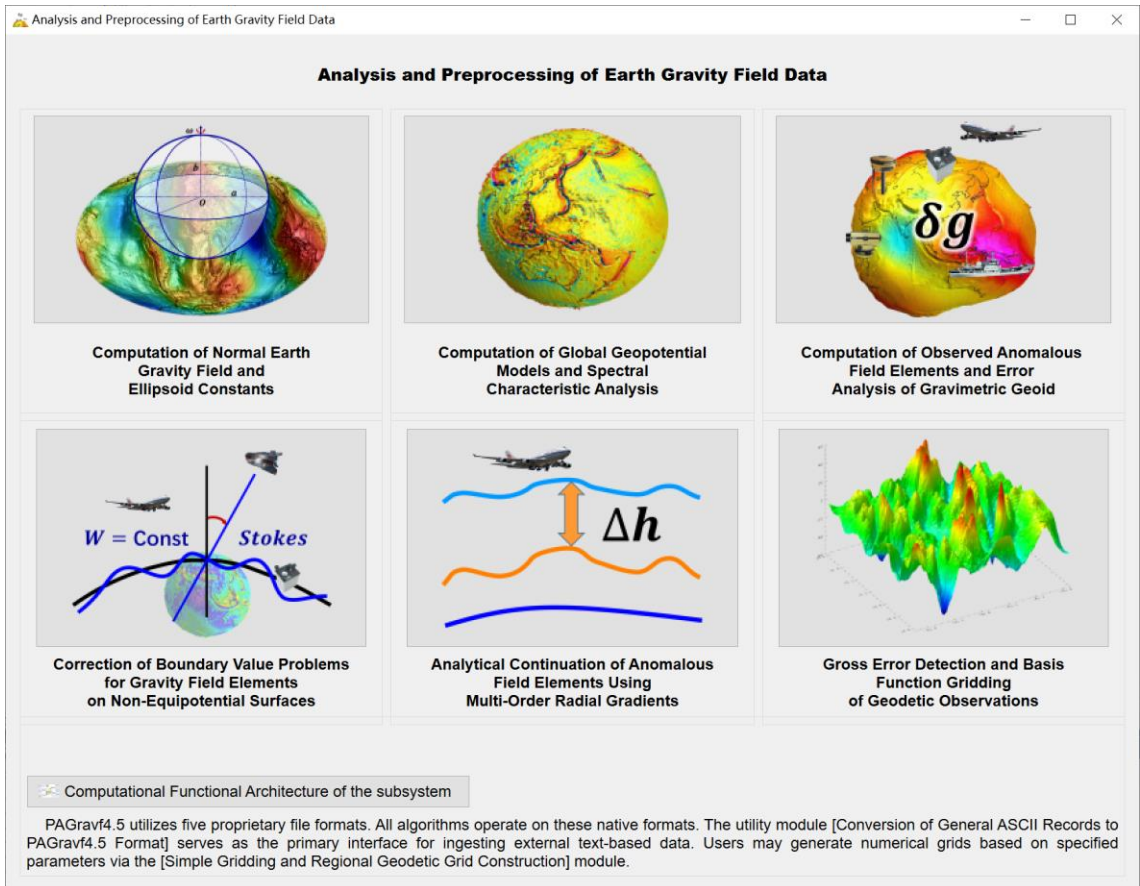 Analysis and Preprocessing of Earth Gravity Field Data
Analysis and Preprocessing of Earth Gravity Field Data
ω
b
a
O
δg
Computation of Normal Earth
Gravity Field and
Ellipsoid Constants
Computation of Global Geopotential
Models and Spectral
Characteristic Analysis
Computation of Observed Anomalous
Field Elements and Error
Analysis of Gravimetric Geoid
W = Const
Stokes
Δh
Correction of Boundary Value Problems
for Gravity Field Elements
on Non-Equipotential Surfaces
Analytical Continuation of Anomalous
Field Elements Using
Multi-Order Radial Gradients
Gross Error Detection and Basis
Function Gridding
of Geodetic Observations
Computational Functional Architecture of the subsystem
PAGravf4.5 utilizes five proprietary file formats. All algorithms operate on these native formats. The utility module [Conversion of General ASCII Records to
PAGravf4.5 Format] serves as the primary interface for ingesting external text-based data. Users may generate numerical grids based on specified
parameters via the [Simple Gridding and Regional Geodetic Grid Construction] module.